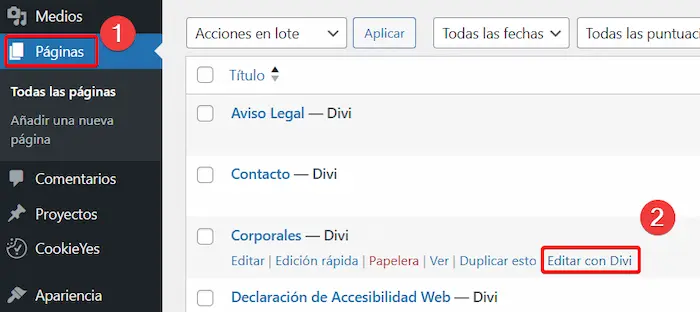 Medios
1
Páginas
Todas las páginas
Añadir una nueva
página
Comentarios
Proyectos
CookieYes
Apariencia
Acciones en lote
Aplicar
Todas las fechas
Todas las puntuac
Título
Aviso Legal — Divi
Contacto — Divi
2
Corporales — Divi
Editar | Edición rápida | Papelera | Ver | Duplicar esto | Editar con Divi
Declaración de Accesibilidad Web — Divi